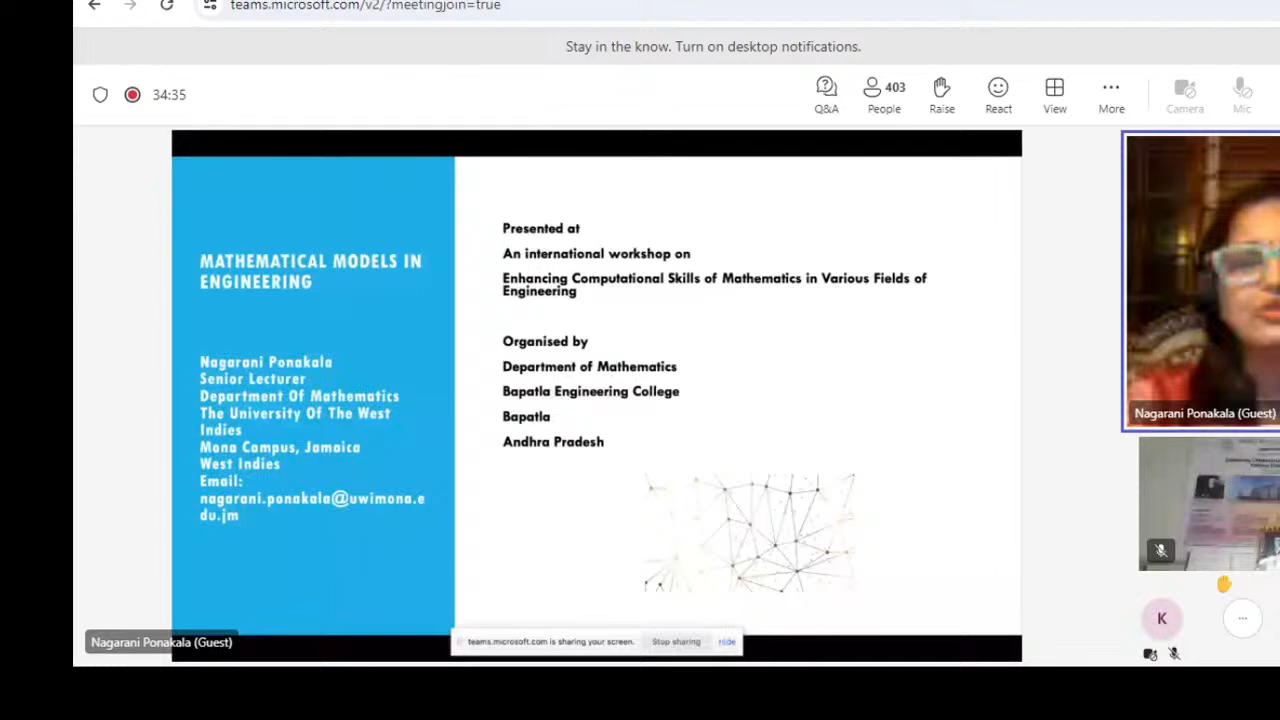 teams.microsoft.com/v2/?meetingjoin=true
Stay in the know. Turn on desktop notifications.
34:35
Q&A
403
People
Raise
React
View
More
Camera
Mic
MATHEMATICAL MODELS IN
ENGINEERING
Nagarani Ponakala
Senior Lecturer
Department Of Mathematics
The University Of The West
Indies
Mona Campus, Jamaica
West Indies
Email:
nagarani.ponakala@uwimona.e
du.jm
Presented at
An international workshop on
Enhancing Computational Skills of Mathematics in Various Fields of
Engineering
Organised by
Department of Mathematics
Bapatla Engineering College
Bapatla
Andhra Pradesh
Nagarani Ponakala (Guest)
teams.microsoft.com is sharing your screen.
Stop sharing
Hide
Nagarani Ponakala (Guest)
K